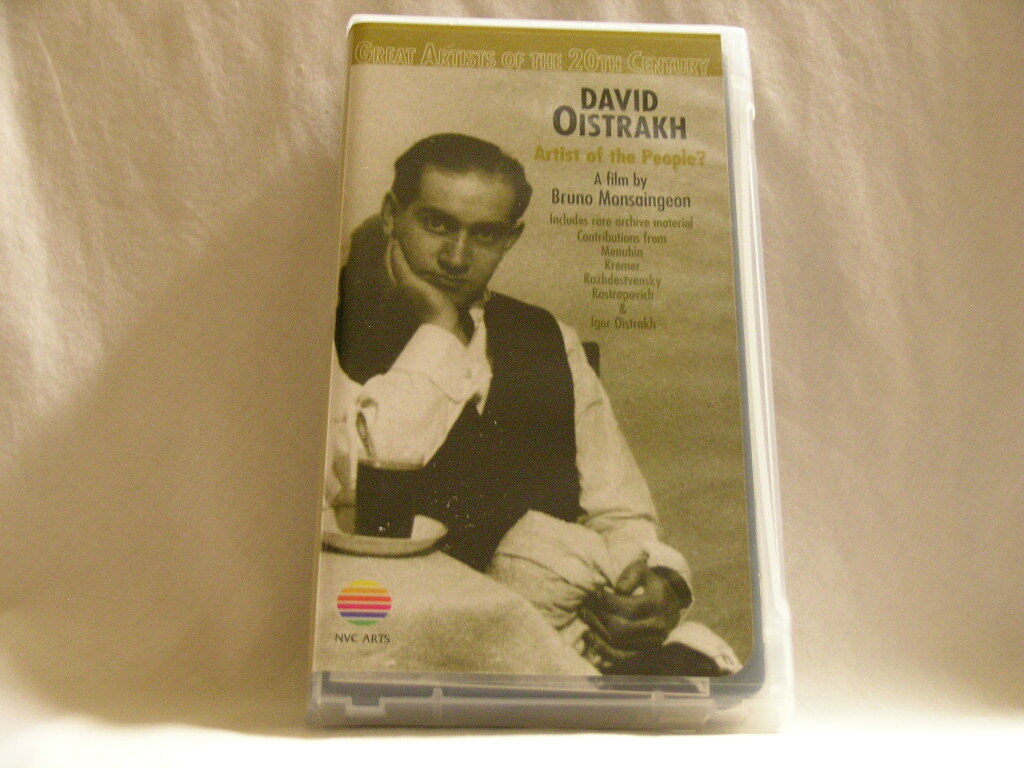 GREAT ARTISTS OF THE 20TH CENTURY
DAVID
OISTRAKH
Artist of the People?
A film by
Bruno Monsaingeon
Includes rare archive material
Contributions from
Menuhin
Kremer
Rozhdestvensky
Rostropovich
&
Igor Oistrakh
NVC ARTS